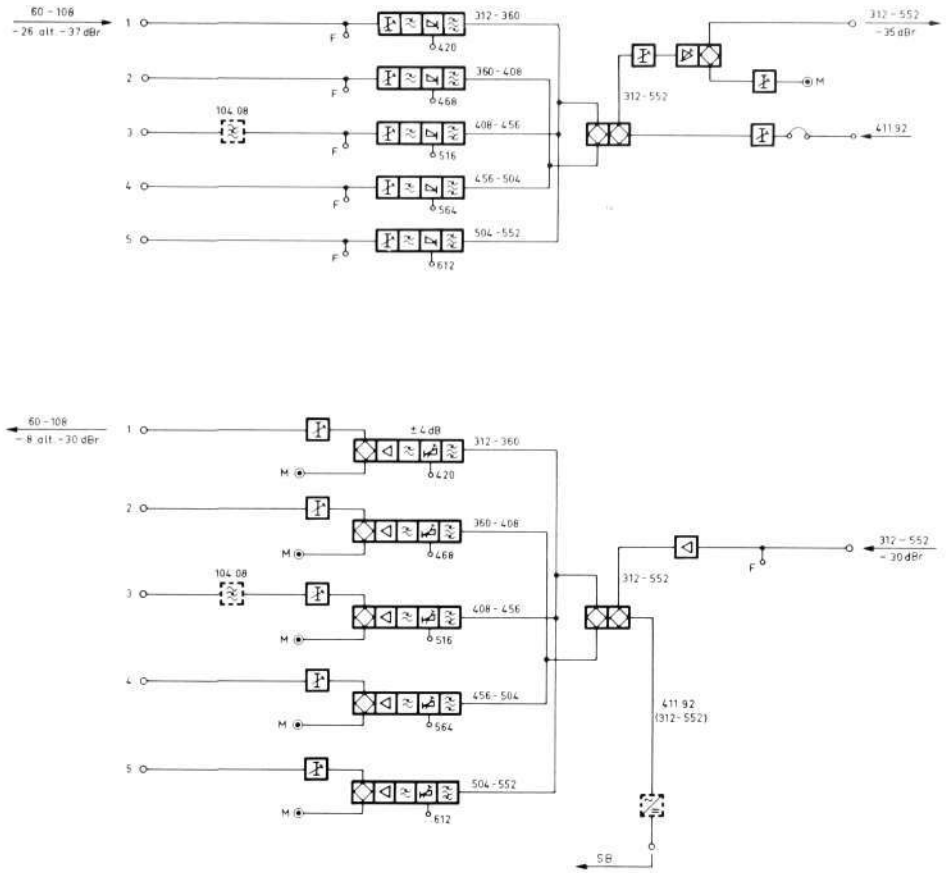 60-108
-26 alt. -37 dBr
1
F
312-360
420
312-552
-35 dBr
2
F
360-408
468
312-552
M
104.08
3
F
408-456
516
411.92
4
F
456-504
564
5
F
504-552
612
60-108
-8 alt. -30 dBr
1
± 4 dB
312-360
M
420
2
360-408
M
468
312-552
-30 dBr
F
104.08
312-552
3
408-456
M
516
4
456-504
M
564
411.92
(312-552)
5
504-552
M
612
SB